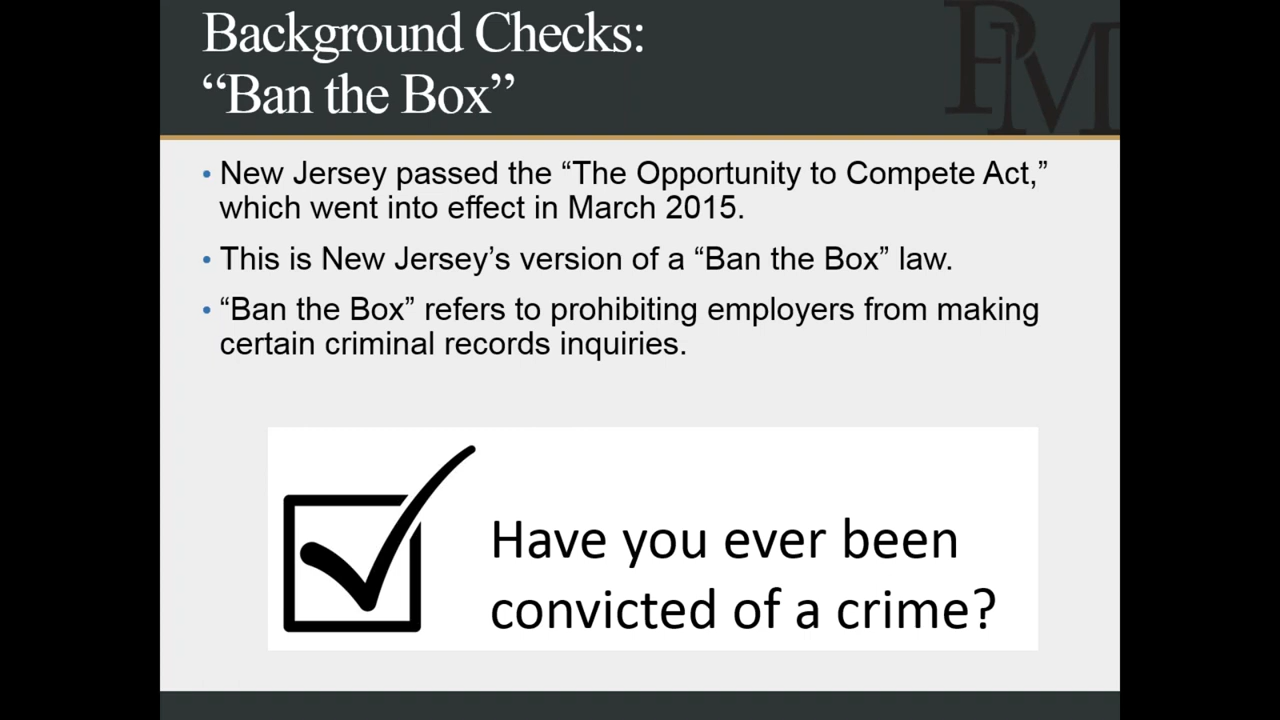 Background Checks:
“Ban the Box”
PM
• New Jersey passed the “The Opportunity to Compete Act,”
which went into effect in March 2015.
• This is New Jersey’s version of a “Ban the Box” law.
• “Ban the Box” refers to prohibiting employers from making
certain criminal records inquiries.
Have you ever been
convicted of a crime?